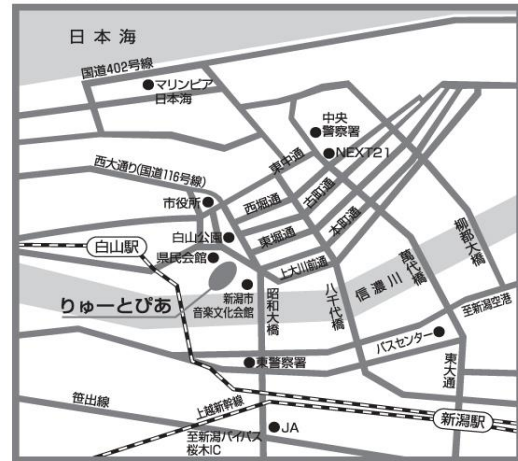 日本海
国道402号線
マリンピア
日本海
中央
警察署
NEXT21
東中通
西大通り(国道116号線)
市役所
西堀通
古町通
本町通
東堀通
白山公園
白山駅
県民会館
上大川前通
柳都大橋
萬代橋
信濃川
八千代橋
昭和大橋
りゅーとぴあ
新潟市
音楽文化会館
至新潟空港
バスセンター
東警察署
東大通
笹出線
上越新幹線
新潟駅
至新潟バイパス
桜木IC
JA